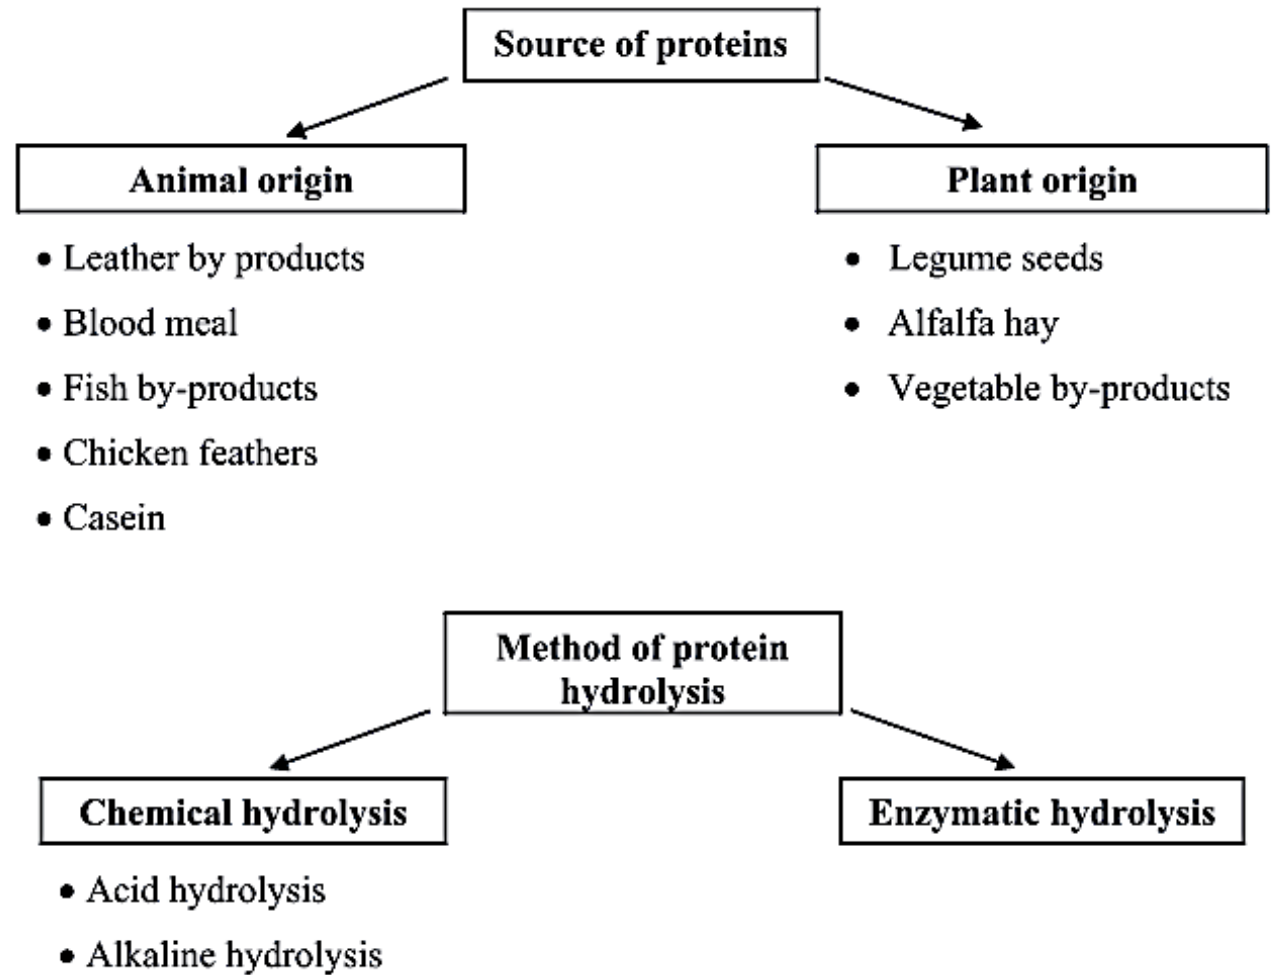 Source of proteins
Animal origin
• Leather by products
• Blood meal
• Fish by-products
• Chicken feathers
• Casein
Plant origin
• Legume seeds
• Alfalfa hay
• Vegetable by-products
Method of protein
hydrolysis
Chemical hydrolysis
• Acid hydrolysis
• Alkaline hydrolysis
Enzymatic hydrolysis